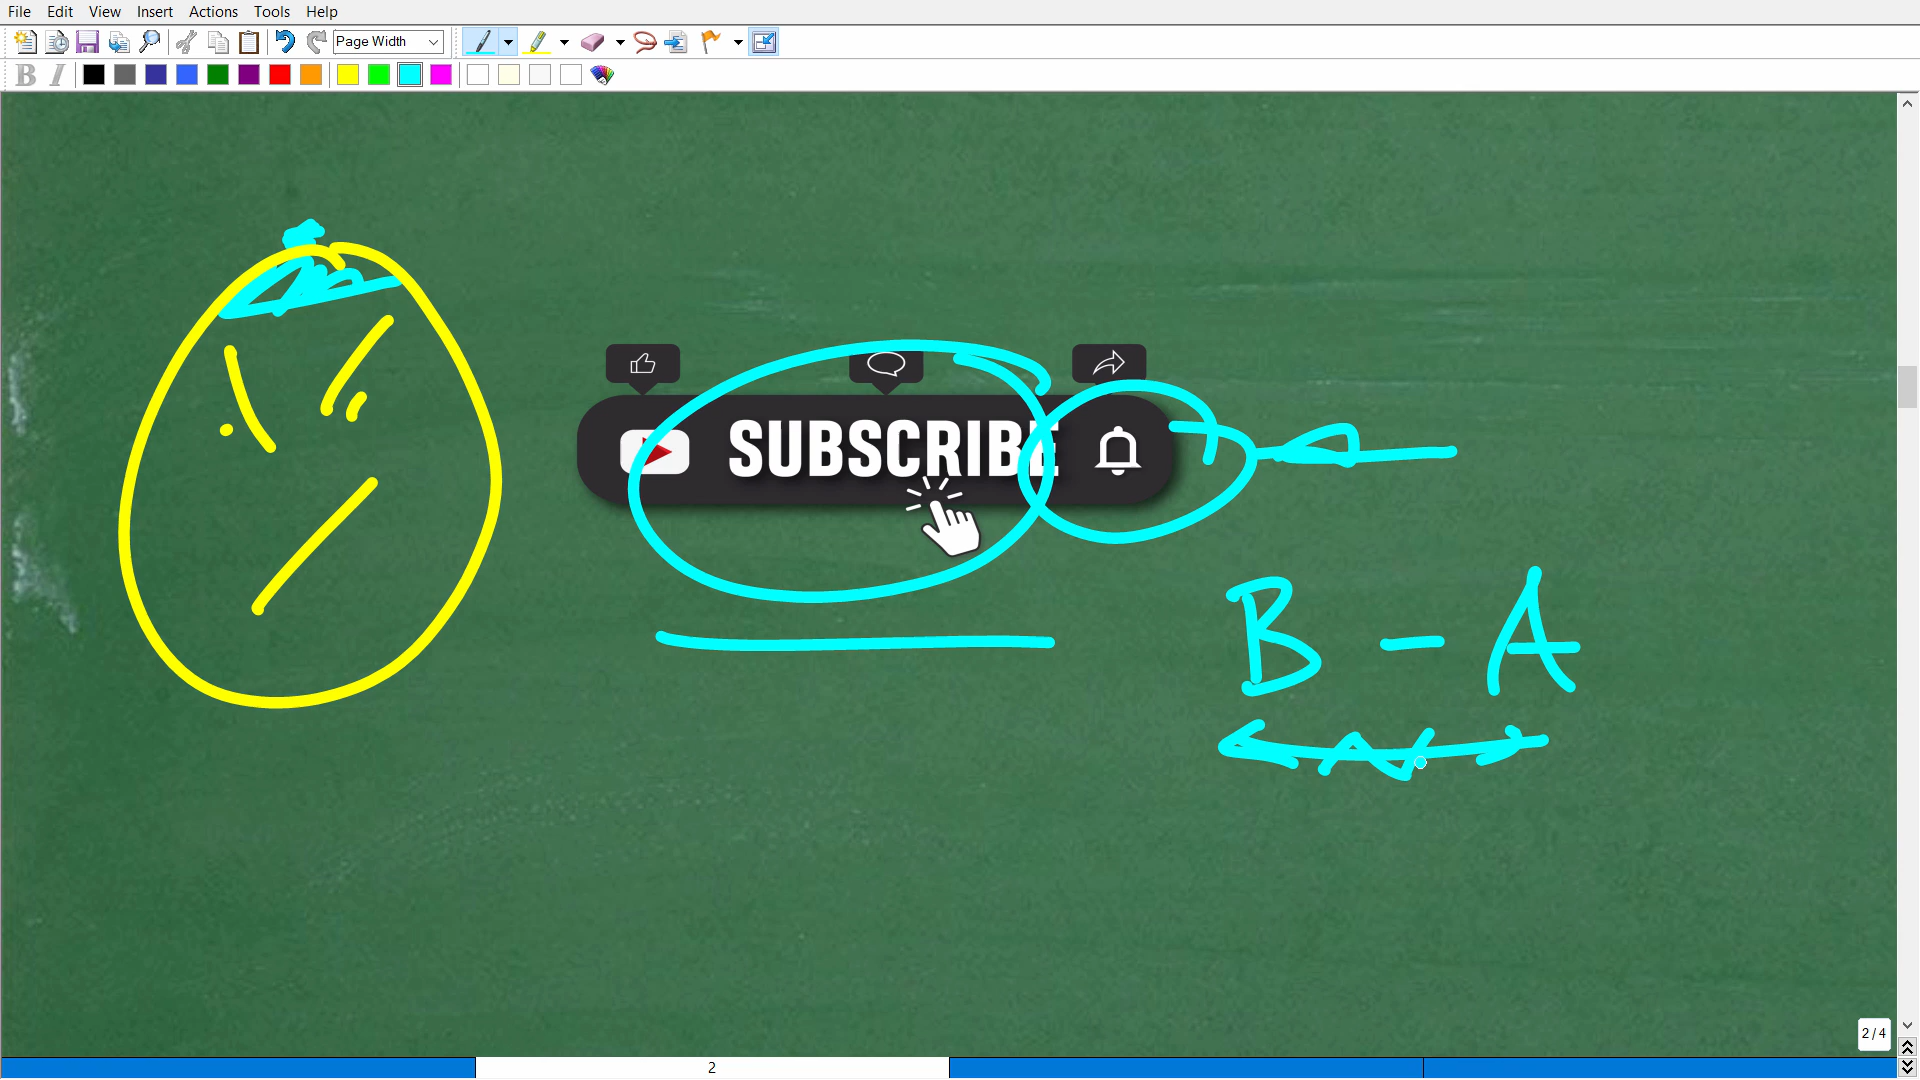 File Edit View Insert Actions Tools Help
Page Width
B I
SUBSCRIBE
B - A
2 / 4
2